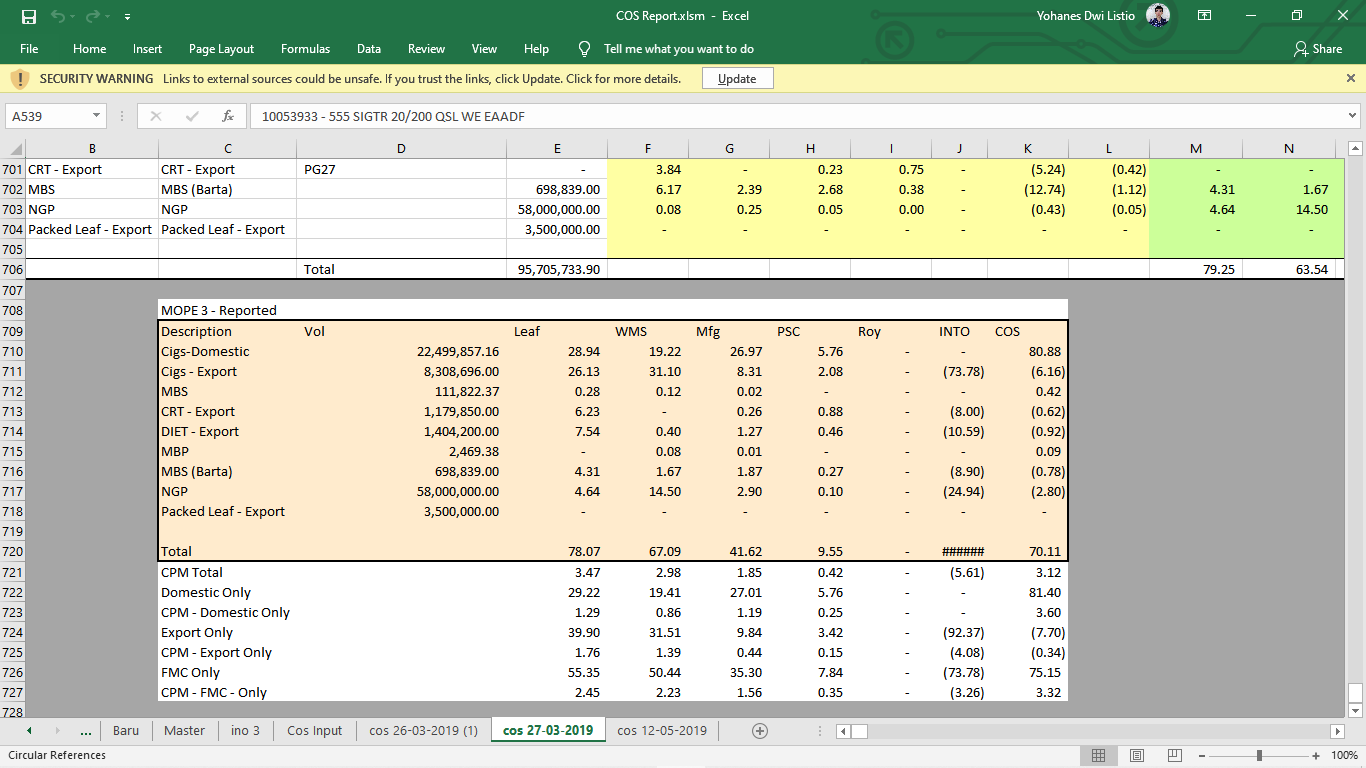 COS Report.xlsm - Excel
Yohanes Dwi Listio
File Home Insert Page Layout Formulas Data Review View Help Tell me what you want to do Share
SECURITY WARNING Links to external sources could be unsafe. If you trust the links, click Update. Click for more details. Update
A539 fx 10053933 - 555 SIGTR 20/200 QSL WE EAADF
B C D E F G H I J K L M N
701 CRT - Export CRT - Export PG27 - 3.84 - 0.23 0.75 - (5.24) (0.42) - -
702 MBS MBS (Barta) 698,839.00 6.17 2.39 2.68 0.38 - (12.74) (1.12) 4.31 1.67
703 NGP NGP 58,000,000.00 0.08 0.25 0.05 0.00 - (0.43) (0.05) 4.64 14.50
704 Packed Leaf - Export Packed Leaf - Export 3,500,000.00 - - - - - - - - -
705
706 Total 95,705,733.90 79.25 63.54
707
708 MOPE 3 - Reported
709 Description Vol Leaf WMS Mfg PSC Roy INTO COS
710 Cigs-Domestic 22,499,857.16 28.94 19.22 26.97 5.76 - - 80.88
711 Cigs - Export 8,308,696.00 26.13 31.10 8.31 2.08 - (73.78) (6.16)
712 MBS 111,822.37 0.28 0.12 0.02 - - - 0.42
713 CRT - Export 1,179,850.00 6.23 - 0.26 0.88 - (8.00) (0.62)
714 DIET - Export 1,404,200.00 7.54 0.40 1.27 0.46 - (10.59) (0.92)
715 MBP 2,469.38 - 0.08 0.01 - - - 0.09
716 MBS (Barta) 698,839.00 4.31 1.67 1.87 0.27 - (8.90) (0.78)
717 NGP 58,000,000.00 4.64 14.50 2.90 0.10 - (24.94) (2.80)
718 Packed Leaf - Export 3,500,000.00 - - - - - - -
719
720 Total 78.07 67.09 41.62 9.55 - ###### 70.11
721 CPM Total 3.47 2.98 1.85 0.42 - (5.61) 3.12
722 Domestic Only 29.22 19.41 27.01 5.76 - - 81.40
723 CPM - Domestic Only 1.29 0.86 1.19 0.25 - - 3.60
724 Export Only 39.90 31.51 9.84 3.42 - (92.37) (7.70)
725 CPM - Export Only 1.76 1.39 0.44 0.15 - (4.08) (0.34)
726 FMC Only 55.35 50.44 35.30 7.84 - (73.78) 75.15
727 CPM - FMC - Only 2.45 2.23 1.56 0.35 - (3.26) 3.32
728
... Baru Master ino 3 Cos Input cos 26-03-2019 (1) cos 27-03-2019 cos 12-05-2019
Circular References 100%